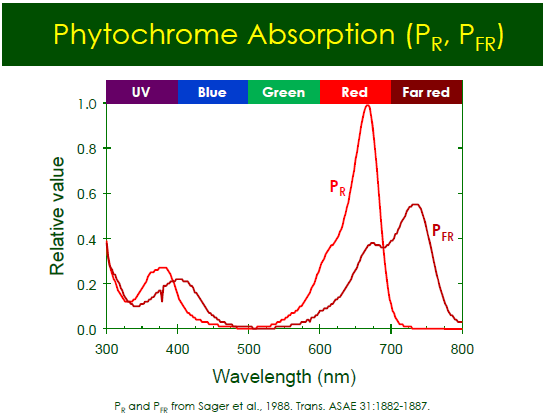 Phytochrome Absorption (PR, PFR)
UV Blue Green Red Far red
1.0
0.8
0.6
0.4
0.2
0.0
Relative value
PR
PFR
300 400 500 600 700 800
Wavelength (nm)
PR and PFR from Sager et al., 1988. Trans. ASAE 31:1882-1887.